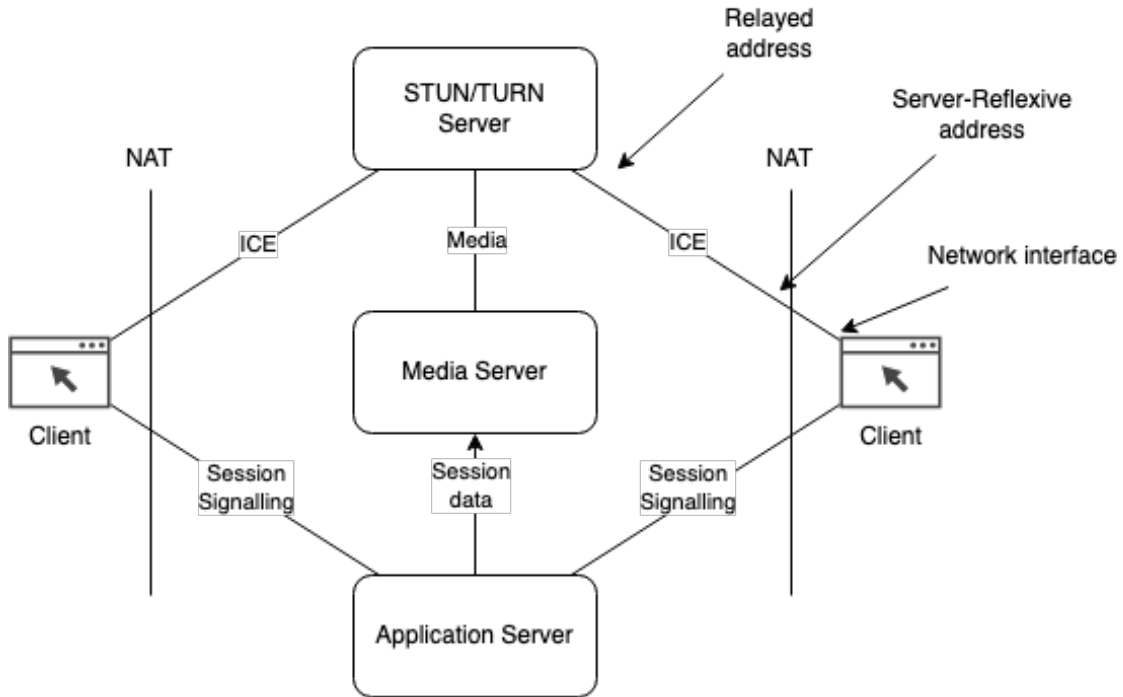 Relayed
address
STUN/TURN
Server
Server-Reflexive
address
NAT
NAT
ICE
Media
ICE
Network interface
Media Server
Client
Client
Session
Signalling
Session
data
Session
Signalling
Application Server